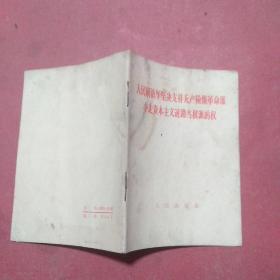 人民解放军坚决支持无产阶级革命派
夺走资本主义道路当权派的权
人民出版社